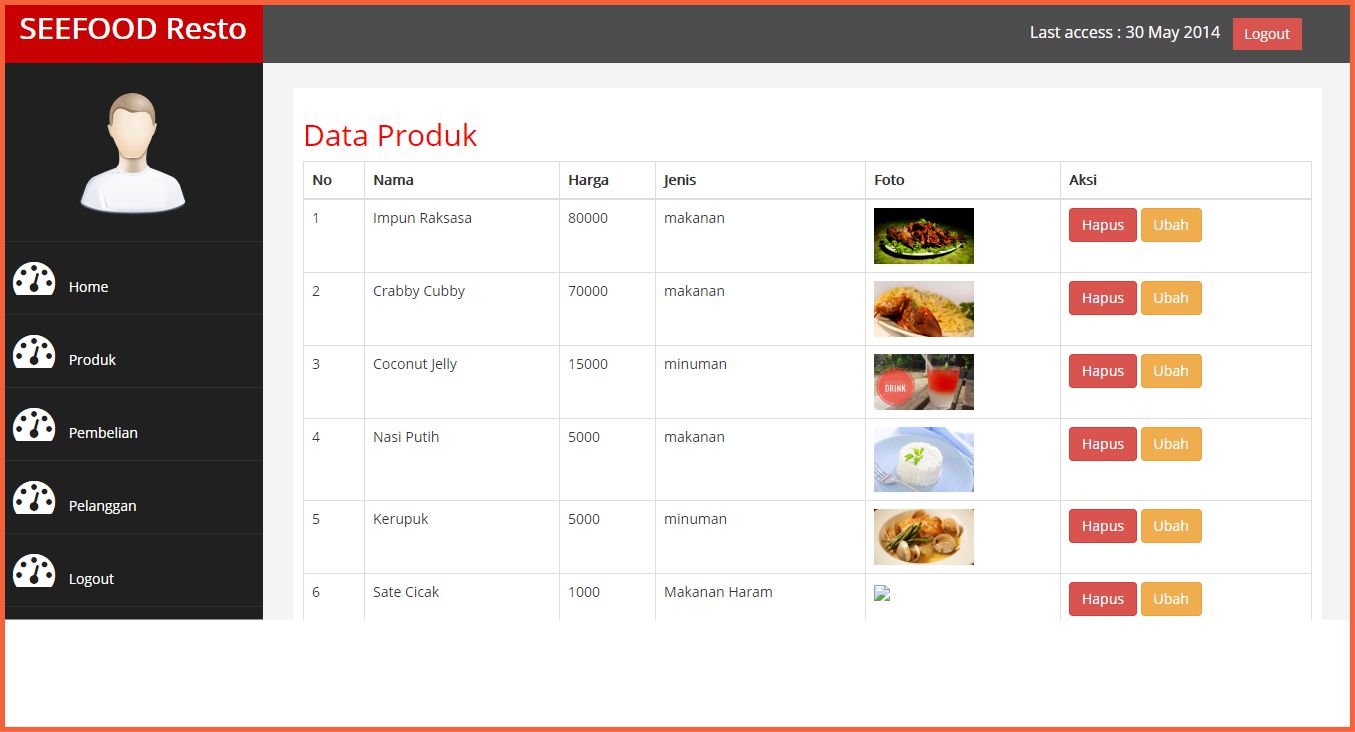 SEEFOOD Resto
Last access : 30 May 2014 Logout
Home
Produk
Pembelian
Pelanggan
Logout
Data Produk
No Nama Harga Jenis Foto Aksi
1 Impun Raksasa 80000 makanan Hapus Ubah
2 Crabby Cubby 70000 makanan Hapus Ubah
3 Coconut Jelly 15000 minuman DRINK Hapus Ubah
4 Nasi Putih 5000 makanan Hapus Ubah
5 Kerupuk 5000 minuman Hapus Ubah
6 Sate Cicak 1000 Makanan Haram Hapus Ubah